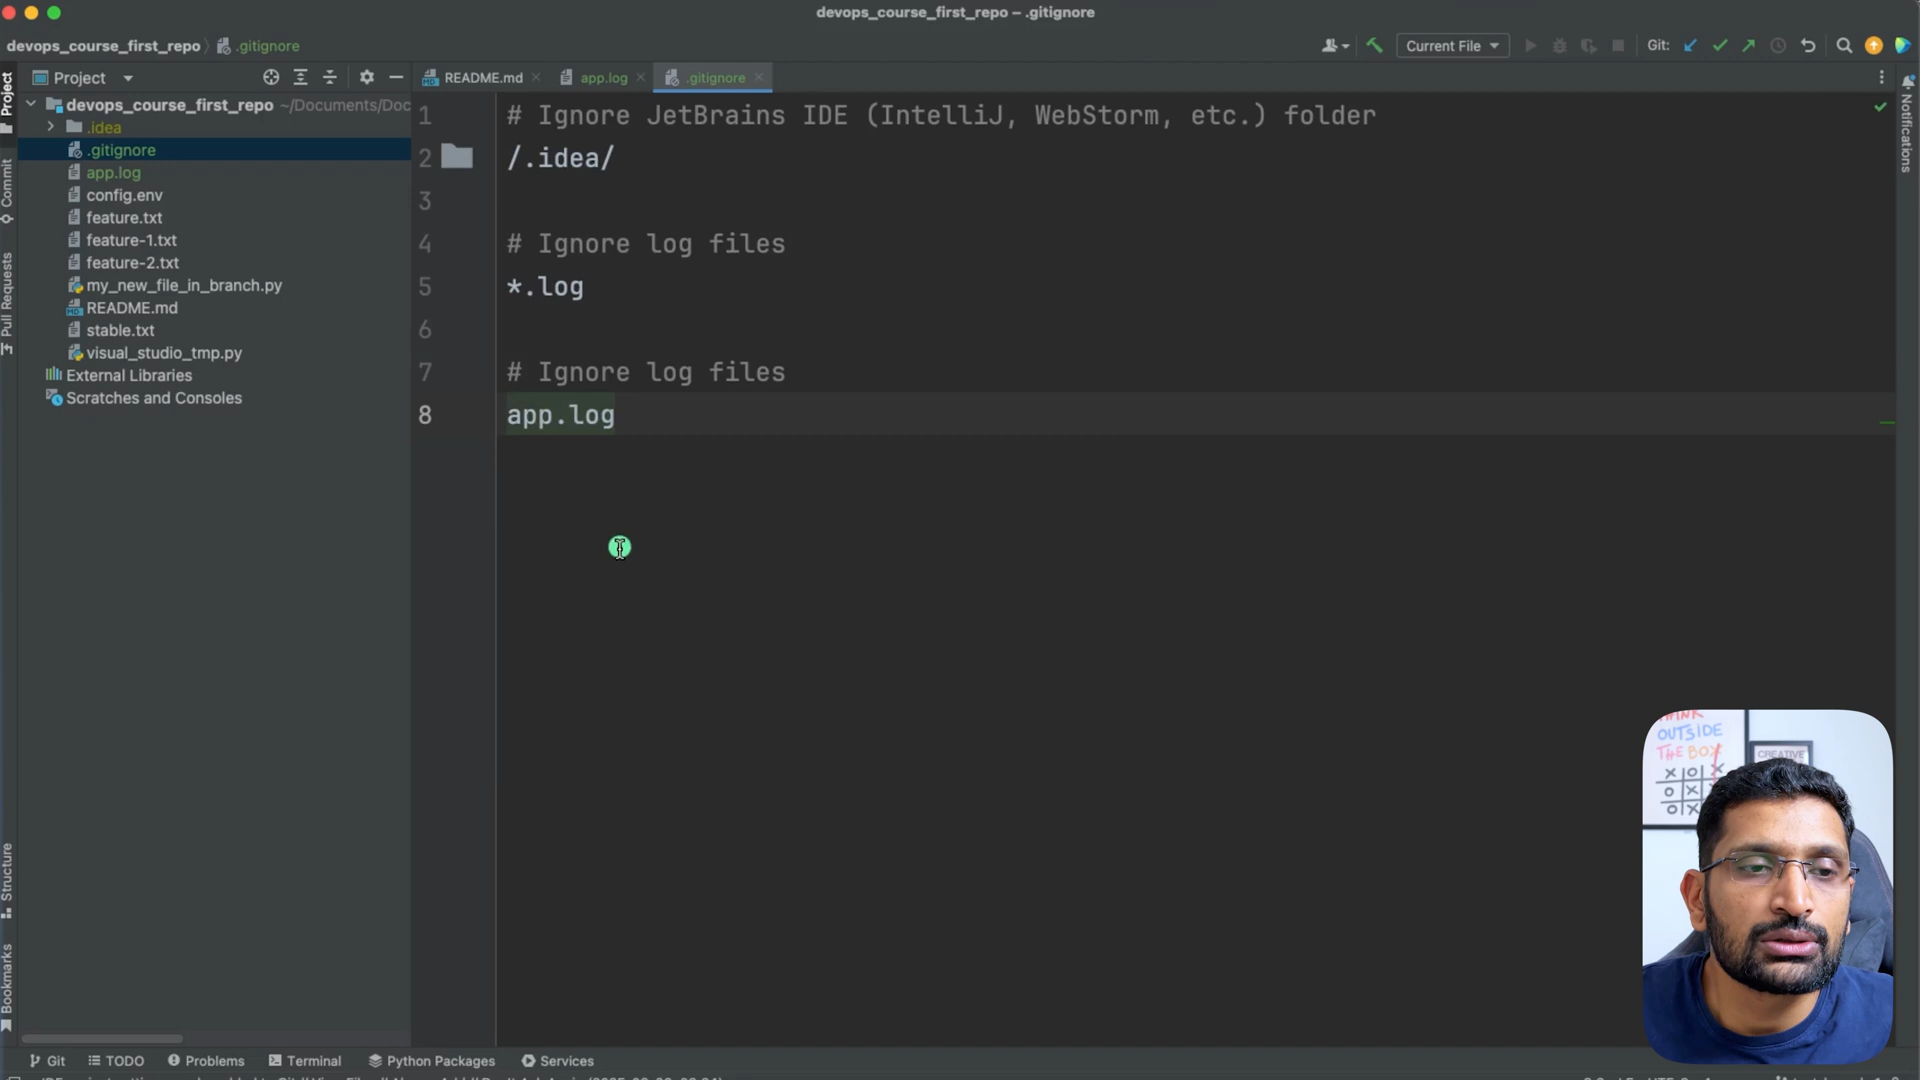 devops_course_first_repo – .gitignore
devops_course_first_repo .gitignore
Current File
Git:
Project
README.md
app.log
.gitignore
devops_course_first_repo ~/Documents/Doc
.idea
.gitignore
app.log
config.env
feature.txt
feature-1.txt
feature-2.txt
my_new_file_in_branch.py
README.md
stable.txt
visual_studio_tmp.py
External Libraries
Scratches and Consoles
1 # Ignore JetBrains IDE (IntelliJ, WebStorm, etc.) folder
2 /.idea/
3
4 # Ignore log files
5 *.log
6
7 # Ignore log files
8 app.log
Project
Commit
Pull Requests
Structure
Bookmarks
Notifications
THINK
OUTSIDE
THE BOX
X O X
O X
O X
CREATIVE
Git TODO Problems Terminal Python Packages Services